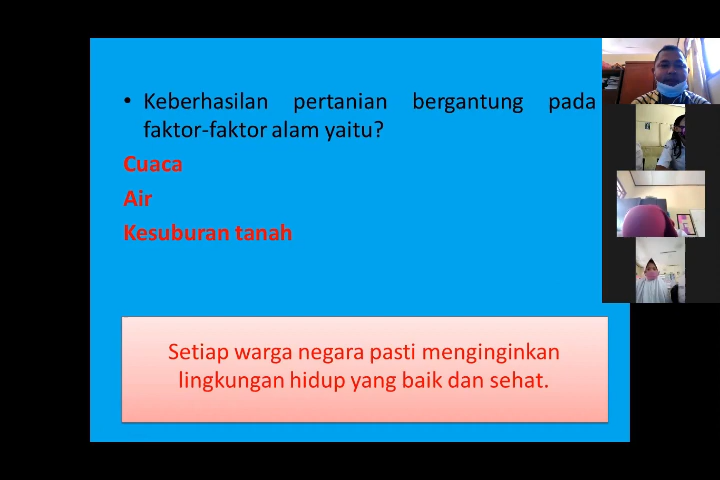 • Keberhasilan pertanian bergantung pada
faktor-faktor alam yaitu?
Cuaca
Air
Kesuburan tanah
Setiap warga negara pasti menginginkan
lingkungan hidup yang baik dan sehat.